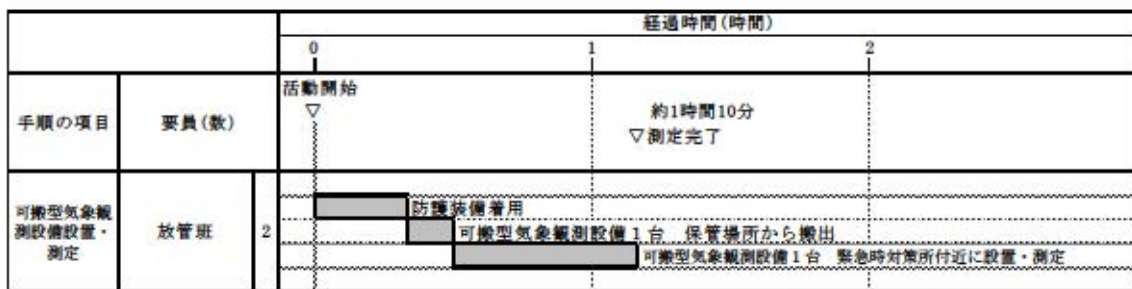 経過時間(時間)
0 1 2
手順の項目 要員(数)
活動開始
▽
約1時間10分
▽測定完了
可搬型気象観
測設備設置・
測定
放管班 2
防護装備着用
可搬型気象観測設備1台 保管場所から搬出
可搬型気象観測設備1台 緊急時対策所付近に設置・測定